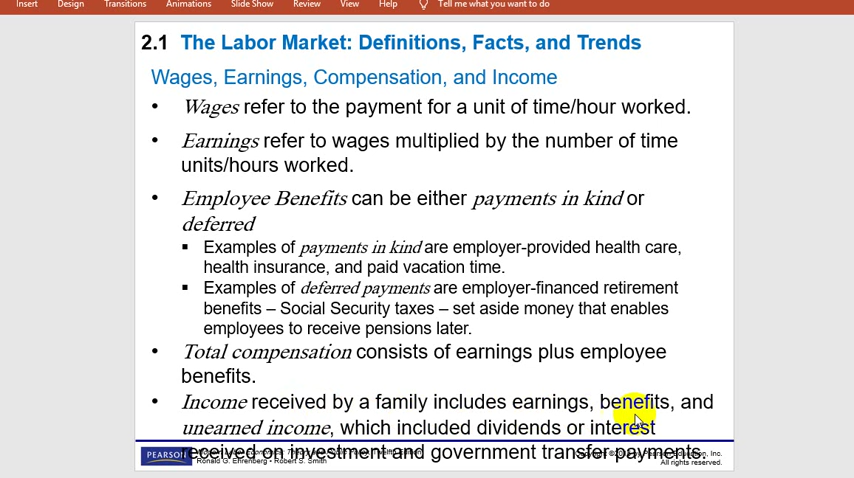 Insert Design Transitions Animations Slide Show Review View Help Tell me what you want to do
2.1 The Labor Market: Definitions, Facts, and Trends
Wages, Earnings, Compensation, and Income
• Wages refer to the payment for a unit of time/hour worked.
• Earnings refer to wages multiplied by the number of time
units/hours worked.
• Employee Benefits can be either payments in kind or
deferred
▪ Examples of payments in kind are employer-provided health care,
health insurance, and paid vacation time.
▪ Examples of deferred payments are employer-financed retirement
benefits – Social Security taxes – set aside money that enables
employees to receive pensions later.
• Total compensation consists of earnings plus employee
benefits.
• Income received by a family includes earnings, benefits, and
unearned income, which included dividends or interest
received on investment and government transfer payments.
PEARSON
Ronald G. Ehrenberg • Robert S. Smith
All rights reserved.